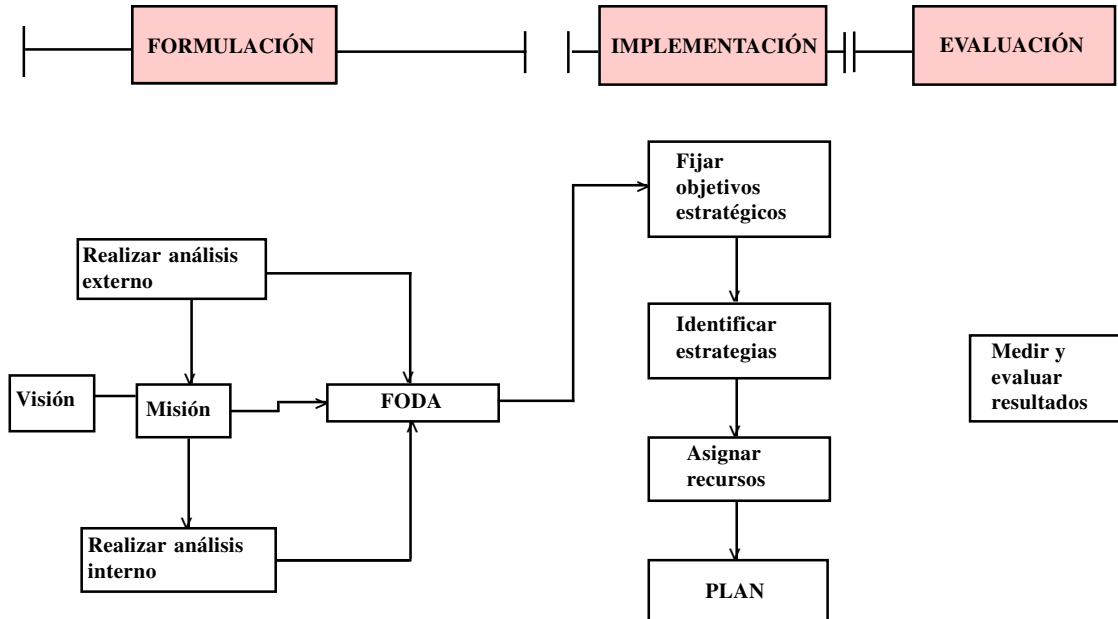 FORMULACIÓN
IMPLEMENTACIÓN
EVALUACIÓN
Fijar
objetivos
estratégicos
Realizar análisis
externo
Identificar
estrategias
Medir y
evaluar
resultados
Visión
Misión
FODA
Asignar
recursos
Realizar análisis
interno
PLAN